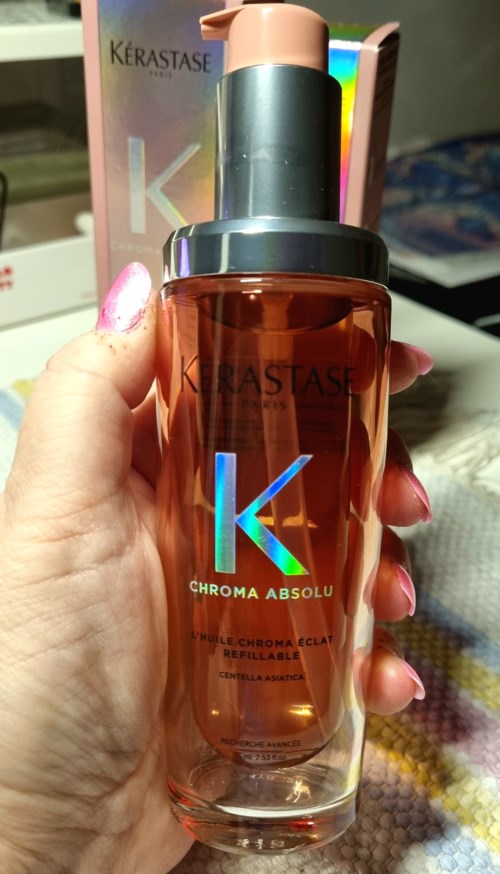 KÉRASTASE
PARIS
K
KÉRASTASE
PARIS
K
CHROMA ABSOLU
L'HUILE CHROMA ÉCLAT
REFILLABLE
CENTELLA ASIATICA
RECHERCHE AVANCÉE